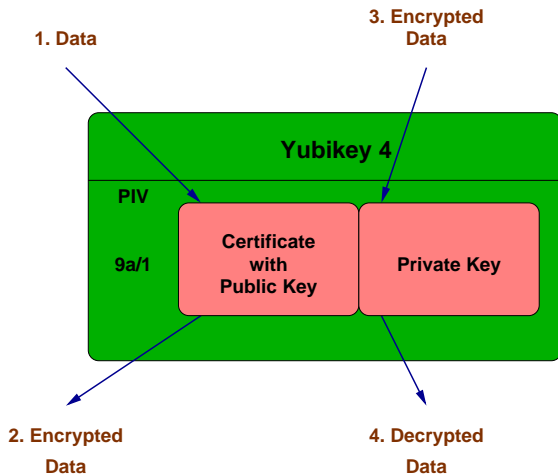 1. Data
3. Encrypted
Data
Yubikey 4
PIV
9a/1
Certificate
with
Public Key
Private Key
2. Encrypted
Data
4. Decrypted
Data